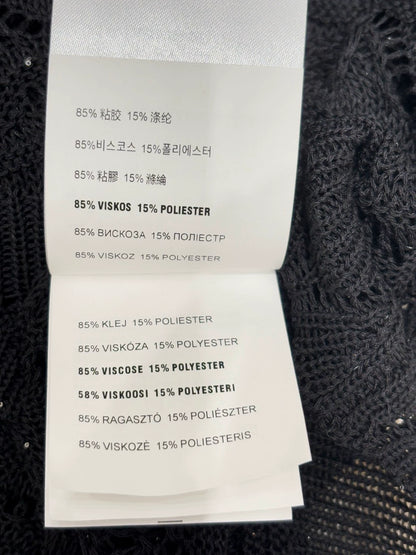 85% 粘胶 15% 涤纶
85%비스코스 15%폴리에스터
85% 粘膠 15% 滌綸
85% VISKOS 15% POLIESTER
85% ВИСКОЗА 15% ПОЛІЕСТР
85% VISKOZ 15% POLYESTER
85% KLEJ 15% POLIESTER
85% VISKÓZA 15% POLYESTER
85% VISCOSE 15% POLYESTER
58% VISKOOSI 15% POLYESTERI
85% RAGASZTÓ 15% POLIÉSZTER
85% VISKOZĖ 15% POLIESTERIS